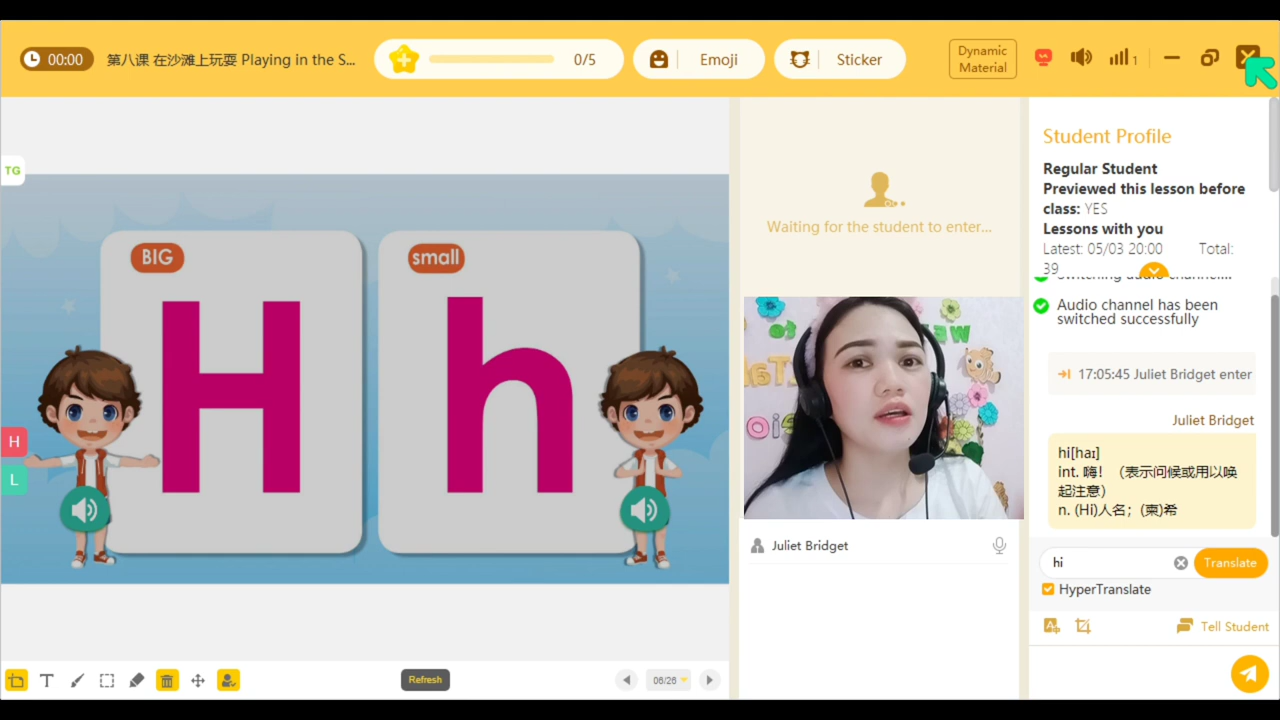 00:00
第八课 在沙滩上玩耍 Playing in the S...
0/5
Emoji
Sticker
Dynamic
Material
1
TG
BIG
small
H
h
H
L
Refresh
06/26
Waiting for the student to enter...
Juliet Bridget
Student Profile
Regular Student
Previewed this lesson before
class: YES
Lessons with you
Latest: 05/03 20:00 Total:
39
Switching audio channel...
Audio channel has been
switched successfully
17:05:45 Juliet Bridget enter
Juliet Bridget
hi[haɪ]
int. 嗨！（表示问候或用以唤
起注意）
n. (Hi)人名；(柬)希
hi
Translate
HyperTranslate
Tell Student